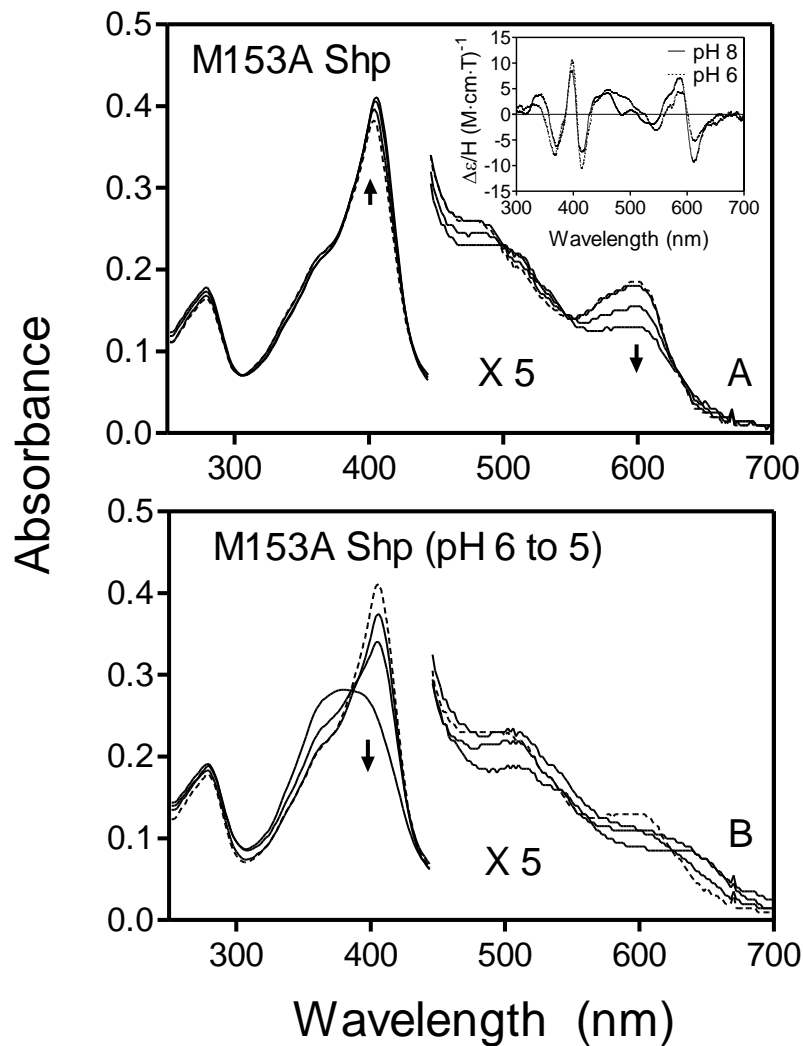 Absorbance
0.5
0.4
0.3
0.2
0.1
0.0
M153A Shp
X 5
A
300 400 500 600 700
Δε/H (M·cm·T)⁻¹
15
10
5
0
-5
-10
-15
pH 8
pH 6
300 400 500 600 700
Wavelength (nm)
0.5
0.4
0.3
0.2
0.1
0.0
M153A Shp (pH 6 to 5)
X 5
B
300 400 500 600 700
Wavelength (nm)